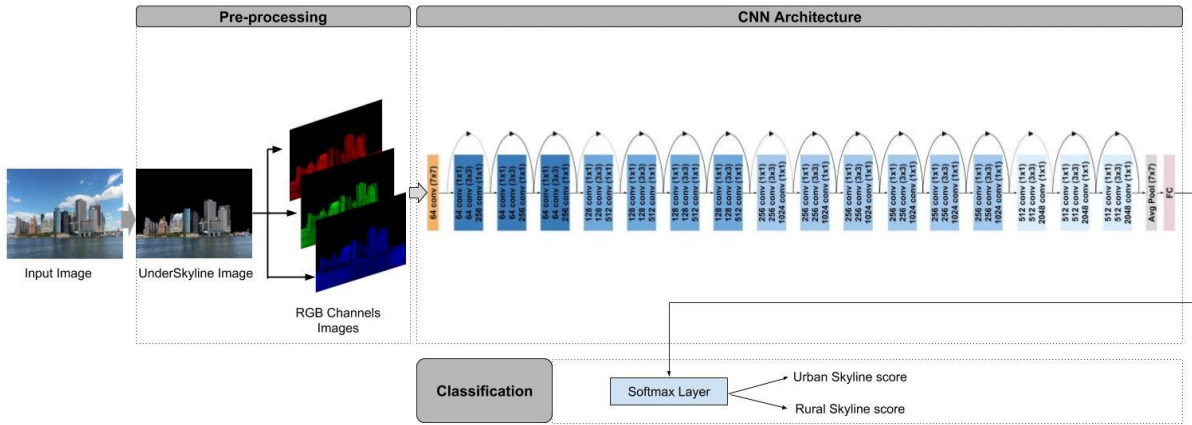 Pre-processing
CNN Architecture
Input Image
UnderSkyline Image
RGB Channels
Images
64 conv (7x7)
64 conv (1x1)
64 conv (3x3)
256 conv (1x1)
64 conv (1x1)
64 conv (3x3)
256 conv (1x1)
64 conv (1x1)
64 conv (3x3)
256 conv (1x1)
128 conv (1x1)
128 conv (3x3)
512 conv (1x1)
128 conv (1x1)
128 conv (3x3)
512 conv (1x1)
128 conv (1x1)
128 conv (3x3)
512 conv (1x1)
128 conv (1x1)
128 conv (3x3)
512 conv (1x1)
256 conv (1x1)
256 conv (3x3)
1024 conv (1x1)
256 conv (1x1)
256 conv (3x3)
1024 conv (1x1)
256 conv (1x1)
256 conv (3x3)
1024 conv (1x1)
256 conv (1x1)
256 conv (3x3)
1024 conv (1x1)
256 conv (1x1)
256 conv (3x3)
1024 conv (1x1)
256 conv (1x1)
256 conv (3x3)
1024 conv (1x1)
512 conv (1x1)
512 conv (3x3)
2048 conv (1x1)
512 conv (1x1)
512 conv (3x3)
2048 conv (1x1)
512 conv (1x1)
512 conv (3x3)
2048 conv (1x1)
Avg Pool (7x7)
FC
Classification
Softmax Layer
Urban Skyline score
Rural Skyline score